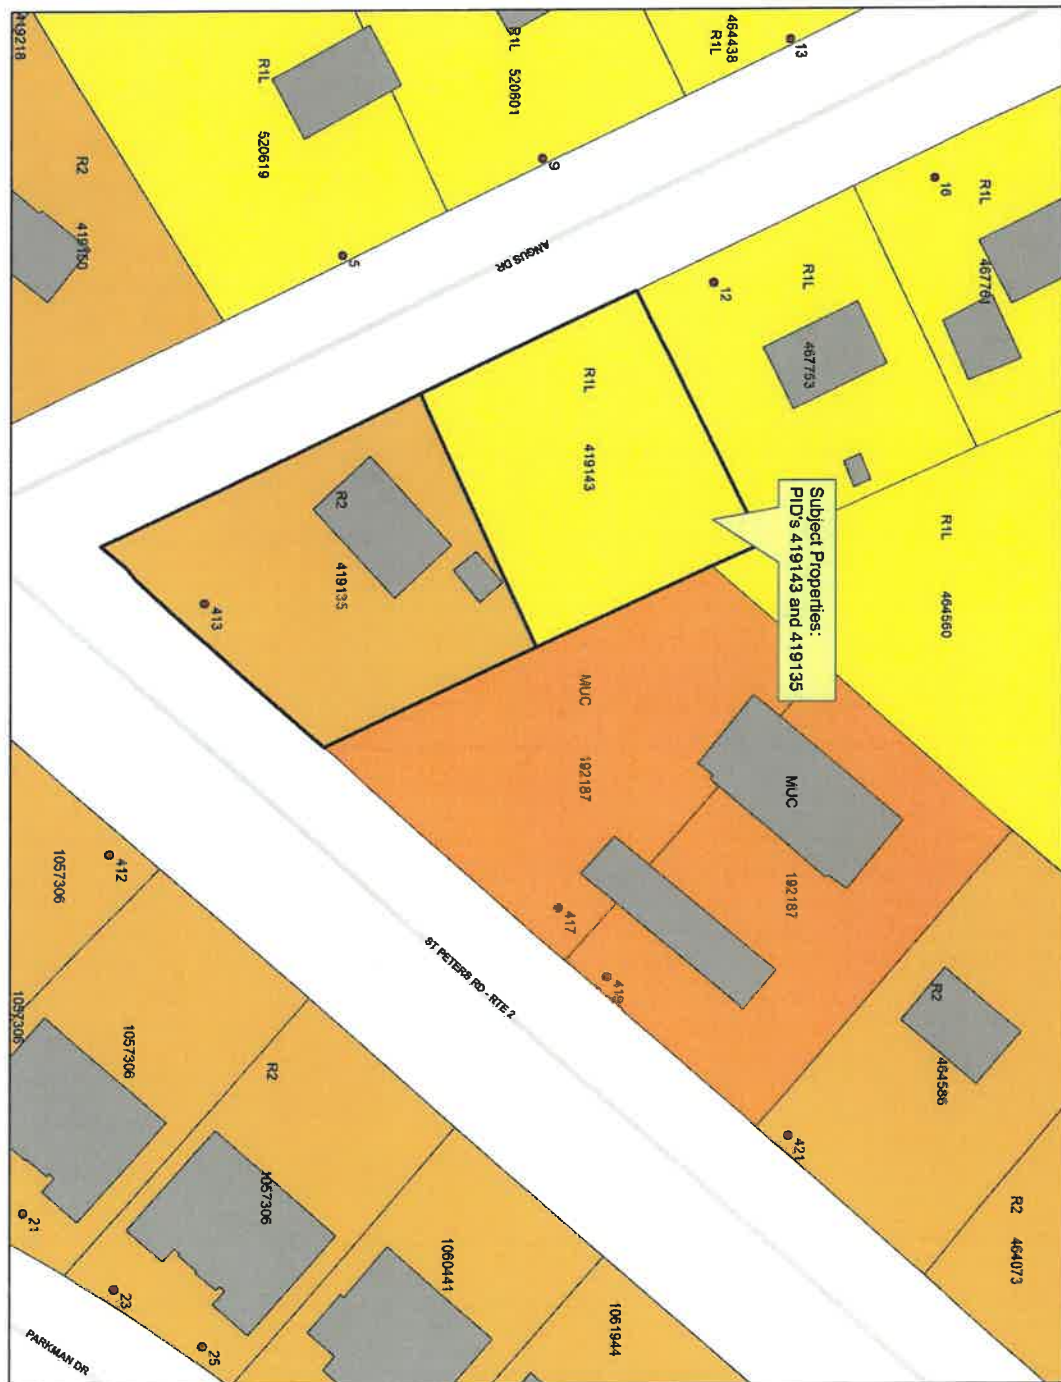 419218
R1L
520619
R1L
520601
464438
R1L
13
R2
419150
5
9
ANGUS DR
16
R1L
467761
12
R1L
467753
R1L
419143
Subject Properties:
PID's 419143 and 419135
R1L
464560
R2
419135
413
MUC
192187
MUC
192187
417
419
ST PETERS RD - RTE 2
R2
464586
421
R2
464073
412
1057306
1057306
1057306
R2
1057306
21
23
25
1060441
1061944
PARKMAN DR